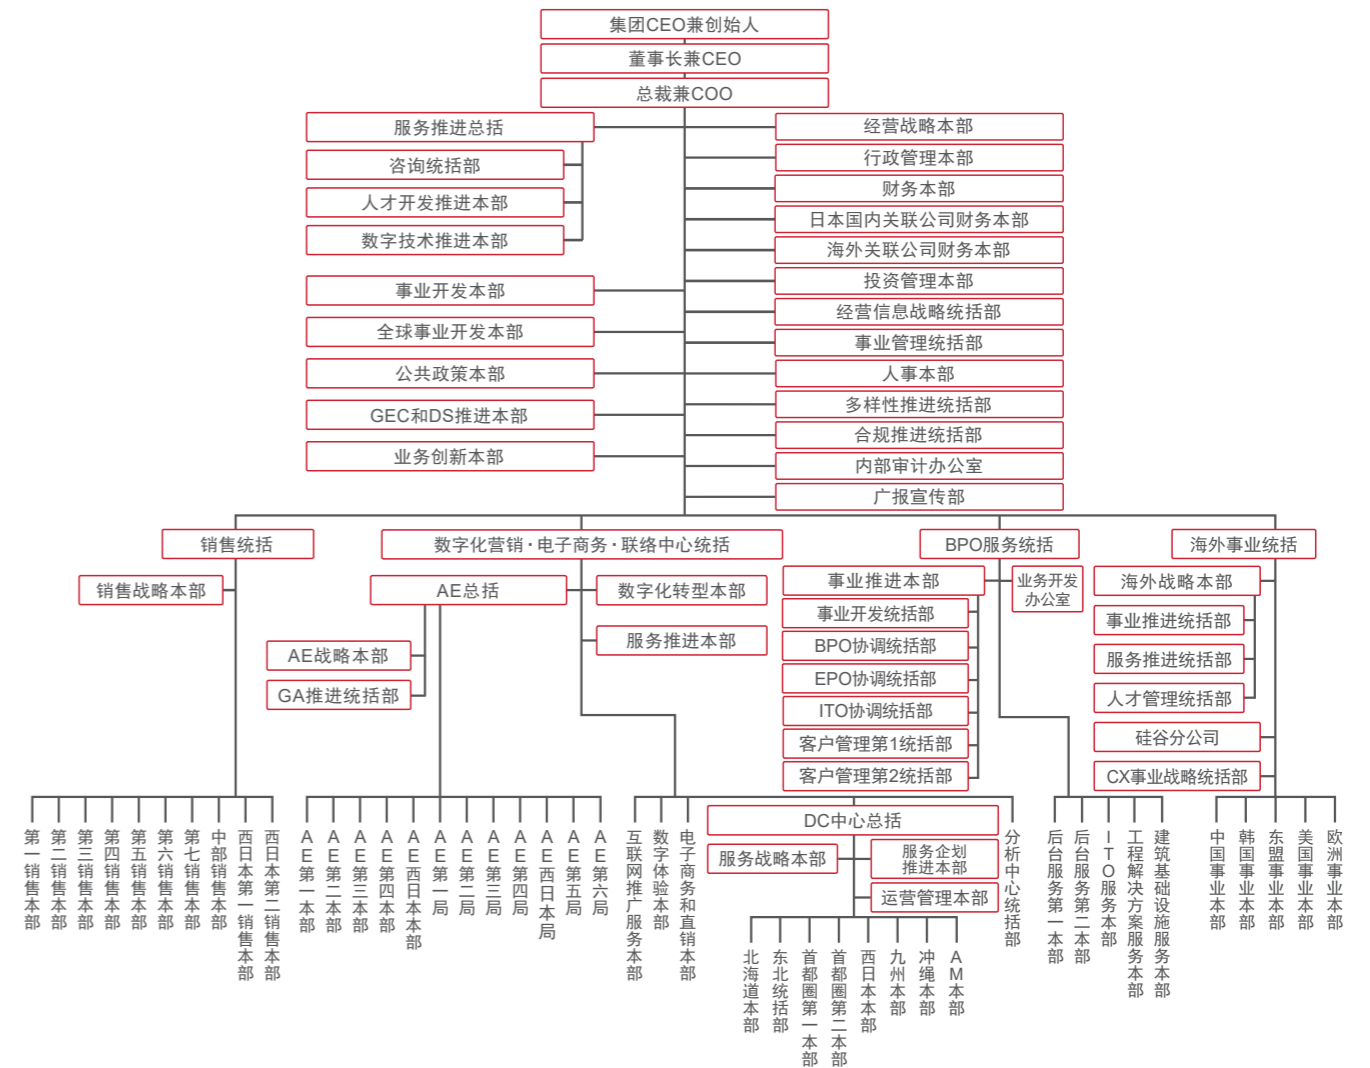 集团CEO兼创始人
董事长兼CEO
总裁兼COO
服务推进总括
咨询统括部
人才开发推进本部
数字技术推进本部
事业开发本部
全球事业开发本部
公共政策本部
GEC和DS推进本部
业务创新本部
经营战略本部
行政管理本部
财务本部
日本国内关联公司财务本部
海外关联公司财务本部
投资管理本部
经营信息战略统括部
事业管理统括部
人事本部
多样性推进统括部
合规推进统括部
内部审计办公室
广报宣传部
销售统括
销售战略本部
第一销售本部
第二销售本部
第三销售本部
第四销售本部
第五销售本部
第六销售本部
第七销售本部
中部销售本部
西日本第一销售本部
西日本第二销售本部
数字化营销·电子商务·联络中心统括
AE总括
AE战略本部
GA推进统括部
AE第一本部
AE第二本部
AE第三本部
AE第四本部
AE西日本本部
AE第一局
AE第二局
AE第三局
AE第四局
AE西日本局
AE第五局
AE第六局
数字化转型本部
服务推进本部
互联网推广服务本部
数字体验本部
电子商务和直销本部
DC中心总括
服务战略本部
服务企划
推进本部
运营管理本部
北海道本部
东北统括部
首都圈第一本部
首都圈第二本部
西日本本部
九州本部
冲绳本部
AM本部
分析中心统括部
BPO服务统括
事业推进本部
业务开发
办公室
事业开发统括部
BPO协调统括部
EPO协调统括部
ITO协调统括部
客户管理第1统括部
客户管理第2统括部
后台服务第一本部
后台服务第二本部
ITO服务本部
工程解决方案服务本部
建筑基础设施服务本部
海外事业统括
海外战略本部
事业推进统括部
服务推进统括部
人才管理统括部
硅谷分公司
CX事业战略统括部
中国事业本部
韩国事业本部
东盟事业本部
美国事业本部
欧洲事业本部